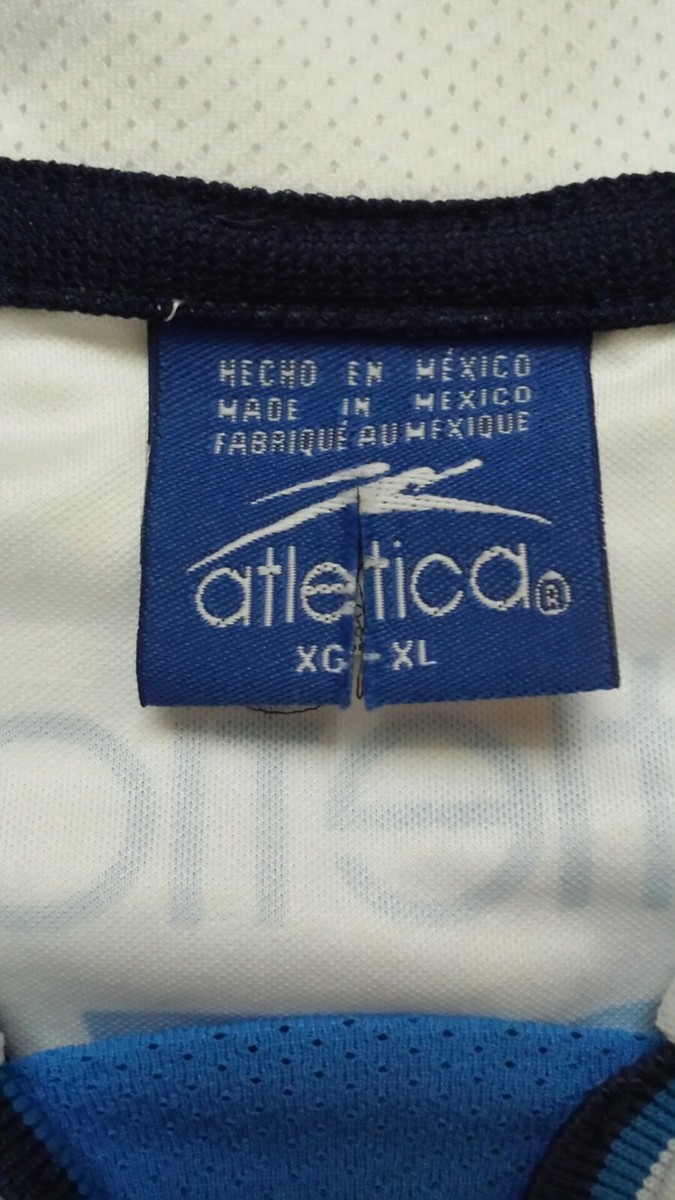 HECHO EN MÉXICO
MADE IN MEXICO
FABRIQUÉ AU MEXIQUE
atletica®
XG-XL